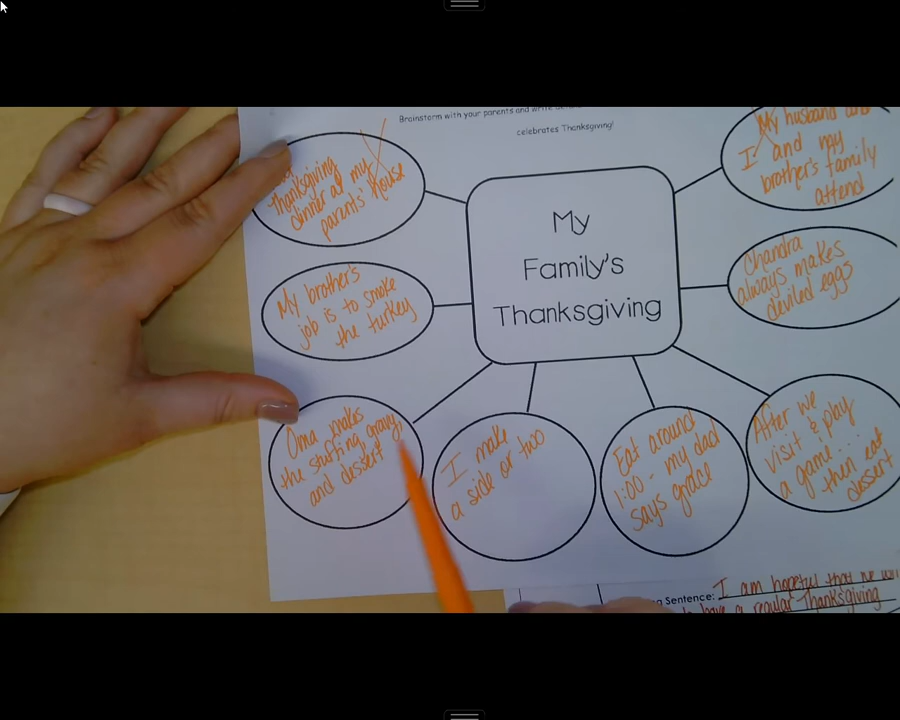 Brainstorm with your parents and write
celebrates Thanksgiving!
Thanksgiving
dinner at my
parents' house
My husband and
I and my
brother's family
attend
My
Family's
Thanksgiving
My brother's
job is to smoke
the turkey
Chandra
always makes
deviled eggs
Oma makes
the stuffing, gravy,
and dessert
I make
a side or two
Eat around
1:00 - my dad
says grace
After we
visit & play
a game...
then eat
dessert
Sentence: I am hopeful that we will
have a regular Thanksgiving